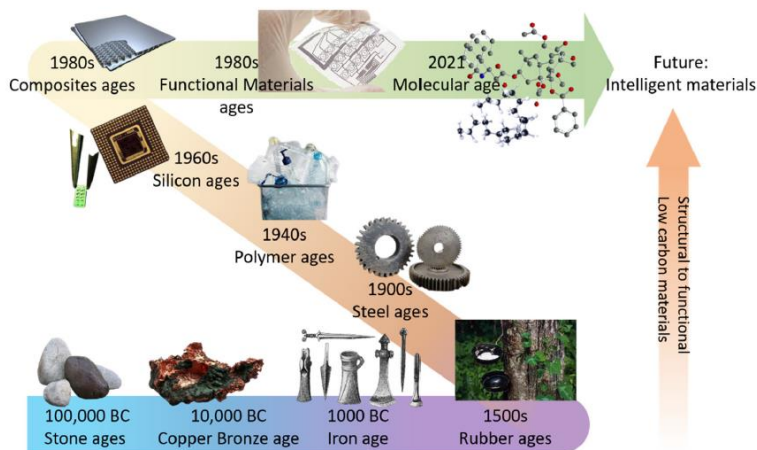 1980s
Composites ages
1980s
Functional Materials
ages
2021
Molecular age
Future:
Intelligent materials
1960s
Silicon ages
1940s
Polymer ages
1900s
Steel ages
Structural to functional
Low carbon materials
100,000 BC
Stone ages
10,000 BC
Copper Bronze age
1000 BC
Iron age
1500s
Rubber ages